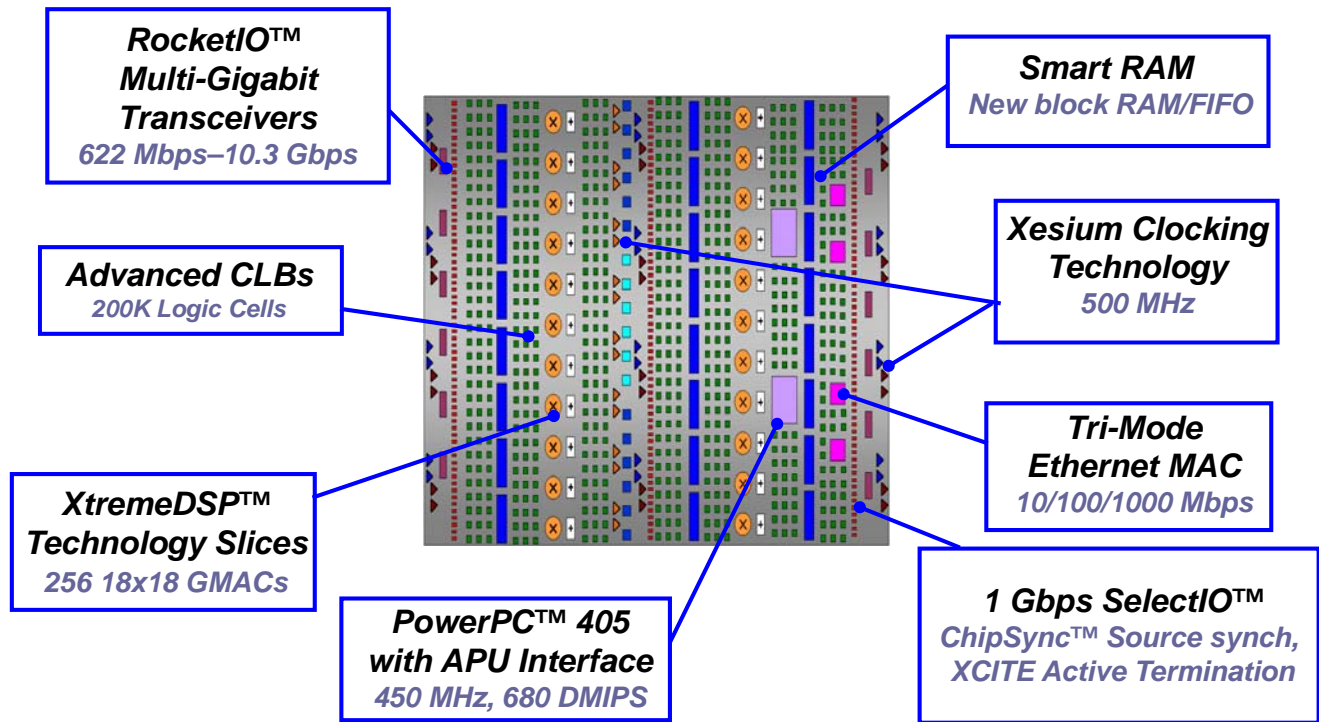 RocketIO™
Multi-Gigabit
Transceivers
622 Mbps–10.3 Gbps
Smart RAM
New block RAM/FIFO
Advanced CLBs
200K Logic Cells
Xesium Clocking
Technology
500 MHz
XtremeDSP™
Technology Slices
256 18x18 GMACs
Tri-Mode
Ethernet MAC
10/100/1000 Mbps
PowerPC™ 405
with APU Interface
450 MHz, 680 DMIPS
1 Gbps SelectIO™
ChipSync™ Source synch,
XCITE Active Termination